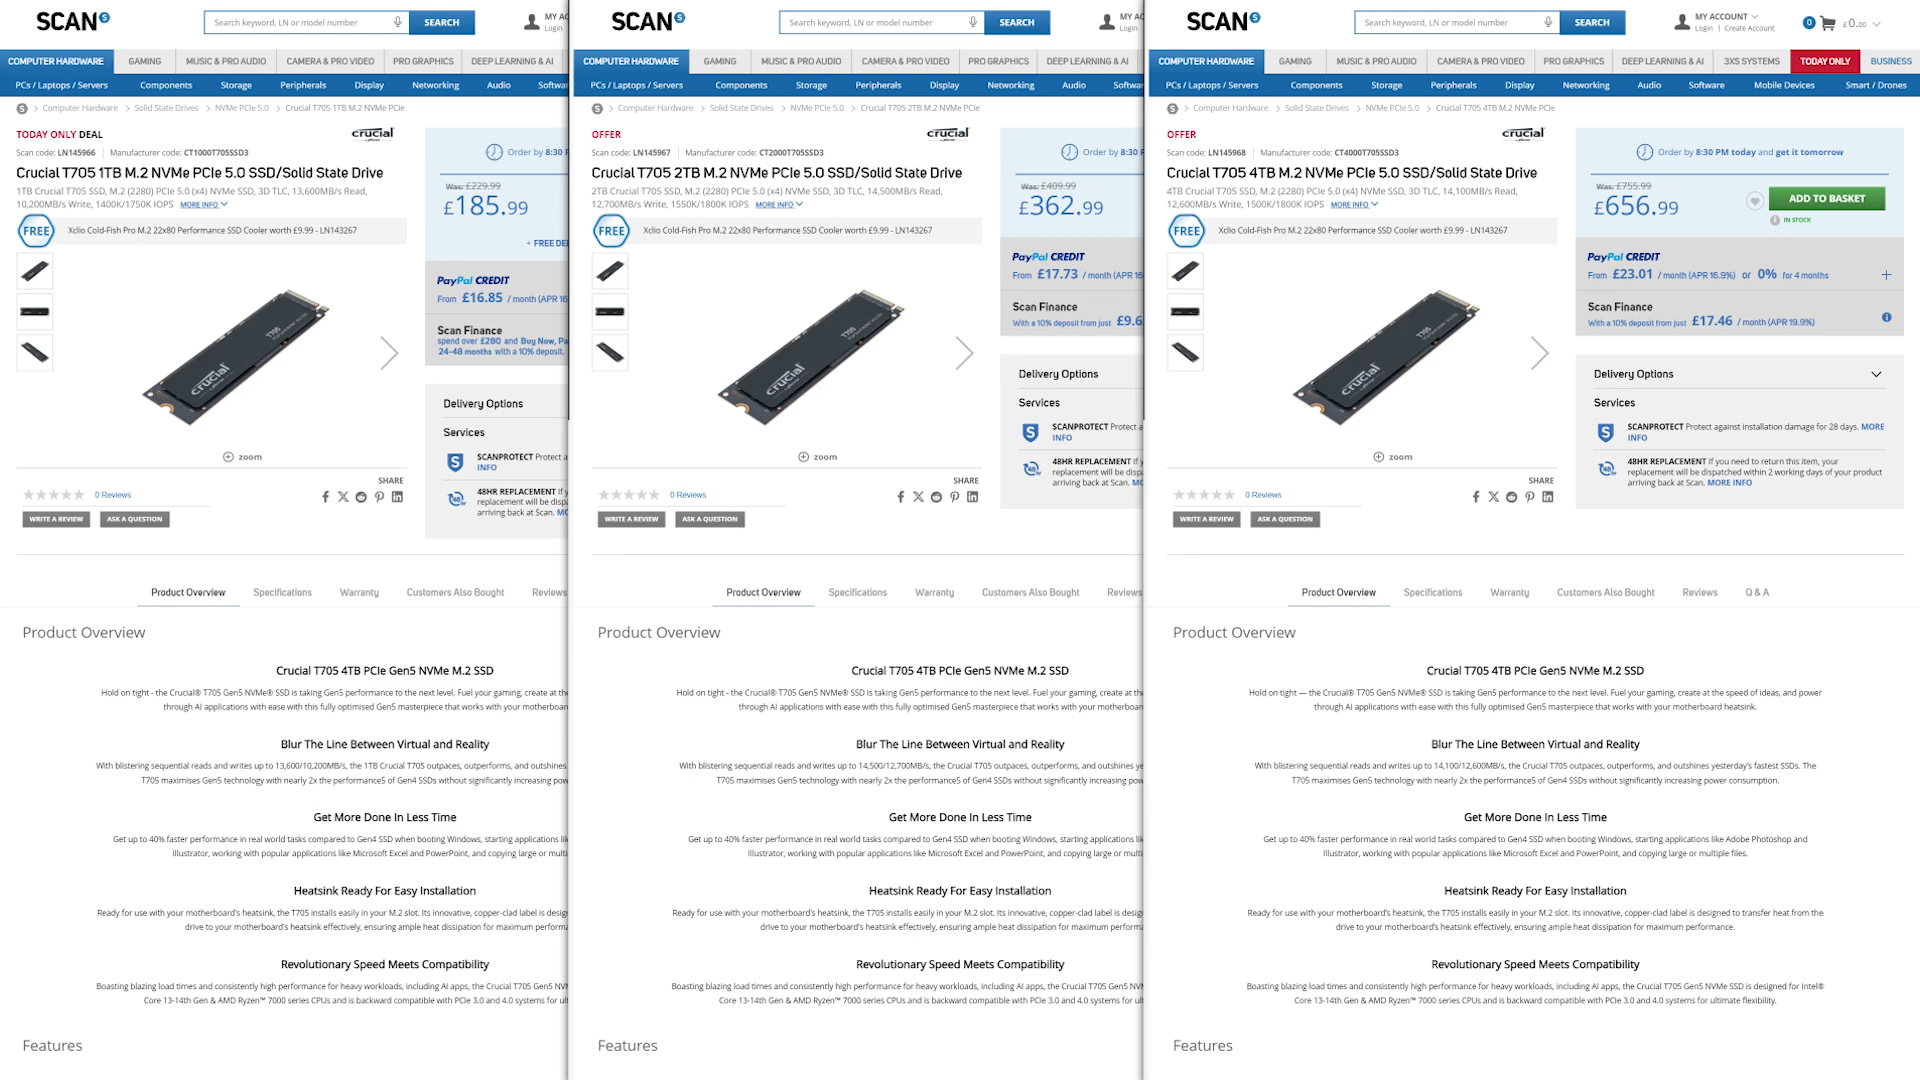 SCAN S
Search keyword, LN or model number
SEARCH
MY AC
Login
COMPUTER HARDWARE GAMING MUSIC & PRO AUDIO CAMERA & PRO VIDEO PRO GRAPHICS DEEP LEARNING & AI
PCs / Laptops / Servers Components Storage Peripherals Display Networking Audio Softwa
S > Computer Hardware > Solid State Drives > NVMe PCIe 5.0 > Crucial T705 1TB M.2 NVMe PCIe
TODAY ONLY DEAL
crucial
Scan code: LN145966 | Manufacturer code: CT1000T705SSD3
Crucial T705 1TB M.2 NVMe PCIe 5.0 SSD/Solid State Drive
1TB Crucial T705 SSD, M.2 (2280) PCIe 5.0 (x4) NVMe SSD, 3D TLC, 13,600MB/s Read,
10,200MB/s Write, 1400K/1750K IOPS MORE INFO
FREE
Xclio Cold-Fish Pro M.2 22x80 Performance SSD Cooler worth £9.99 - LN143267
T705
crucial
zoom
0 Reviews
SHARE
WRITE A REVIEW ASK A QUESTION
Order by 8:30 P
Was: £229.99
£185.99
+ FREE DE
PayPal CREDIT
From £16.85 / month (APR 16
Scan Finance
spend over £280 and Buy Now, Pa
24-48 months with a 10% deposit.
Delivery Options
Services
SCANPROTECT Protect a
INFO
48HR REPLACEMENT If y
replacement will be dispa
arriving back at Scan. MO
Product Overview Specifications Warranty Customers Also Bought Reviews
Product Overview
Crucial T705 4TB PCIe Gen5 NVMe M.2 SSD
Hold on tight - the Crucial® T705 Gen5 NVMe® SSD is taking Gen5 performance to the next level. Fuel your gaming, create at the
through AI applications with ease with this fully optimised Gen5 masterpiece that works with your motherboard
Blur The Line Between Virtual and Reality
With blistering sequential reads and writes up to 13,600/10,200MB/s, the 1TB Crucial T705 outpaces, outperforms, and outshines
T705 maximises Gen5 technology with nearly 2x the performance5 of Gen4 SSDs without significantly increasing pow
Get More Done In Less Time
Get up to 40% faster performance in real world tasks compared to Gen4 SSD when booting Windows, starting applications lik
Illustrator, working with popular applications like Microsoft Excel and PowerPoint, and copying large or multip
Heatsink Ready For Easy Installation
Ready for use with your motherboard's heatsink, the T705 installs easily in your M.2 slot. Its innovative, copper-clad label is design
drive to your motherboard's heatsink effectively, ensuring ample heat dissipation for maximum performa
Revolutionary Speed Meets Compatibility
Boasting blazing load times and consistently high performance for heavy workloads, including AI apps, the Crucial T705 Gen5 NVM
Core 13-14th Gen & AMD Ryzen™ 7000 series CPUs and is backward compatible with PCIe 3.0 and 4.0 systems for ult
Features
SCAN S
Search keyword, LN or model number
SEARCH
MY AC
Login
COMPUTER HARDWARE GAMING MUSIC & PRO AUDIO CAMERA & PRO VIDEO PRO GRAPHICS DEEP LEARNING & AI
PCs / Laptops / Servers Components Storage Peripherals Display Networking Audio Softwa
S > Computer Hardware > Solid State Drives > NVMe PCIe 5.0 > Crucial T705 2TB M.2 NVMe PCIe
OFFER
crucial
Scan code: LN145967 | Manufacturer code: CT2000T705SSD3
Crucial T705 2TB M.2 NVMe PCIe 5.0 SSD/Solid State Drive
2TB Crucial T705 SSD, M.2 (2280) PCIe 5.0 (x4) NVMe SSD, 3D TLC, 14,500MB/s Read,
12,700MB/s Write, 1550K/1800K IOPS MORE INFO
FREE
Xclio Cold-Fish Pro M.2 22x80 Performance SSD Cooler worth £9.99 - LN143267
T705
crucial
zoom
0 Reviews
SHARE
WRITE A REVIEW ASK A QUESTION
Order by 8:30 P
Was: £409.99
£362.99
PayPal CREDIT
From £17.73 / month (APR 16
Scan Finance
With a 10% deposit from just £9.6
Delivery Options
Services
SCANPROTECT Protect a
INFO
48HR REPLACEMENT If y
replacement will be dispa
arriving back at Scan. MO
Product Overview Specifications Warranty Customers Also Bought Reviews
Product Overview
Crucial T705 4TB PCIe Gen5 NVMe M.2 SSD
Hold on tight - the Crucial® T705 Gen5 NVMe® SSD is taking Gen5 performance to the next level. Fuel your gaming, create at the
through AI applications with ease with this fully optimised Gen5 masterpiece that works with your motherboard
Blur The Line Between Virtual and Reality
With blistering sequential reads and writes up to 14,500/12,700MB/s, the Crucial T705 outpaces, outperforms, and outshines ye
T705 maximises Gen5 technology with nearly 2x the performance5 of Gen4 SSDs without significantly increasing pow
Get More Done In Less Time
Get up to 40% faster performance in real world tasks compared to Gen4 SSD when booting Windows, starting applications lik
Illustrator, working with popular applications like Microsoft Excel and PowerPoint, and copying large or multi
Heatsink Ready For Easy Installation
Ready for use with your motherboard's heatsink, the T705 installs easily in your M.2 slot. Its innovative, copper-clad label is design
drive to your motherboard's heatsink effectively, ensuring ample heat dissipation for maximum performa
Revolutionary Speed Meets Compatibility
Boasting blazing load times and consistently high performance for heavy workloads, including AI apps, the Crucial T705 Gen5 NVM
Core 13-14th Gen & AMD Ryzen™ 7000 series CPUs and is backward compatible with PCIe 3.0 and 4.0 systems for ult
Features
SCAN S
Search keyword, LN or model number
SEARCH
MY ACCOUNT
Login | Create Account
0 £0.00
COMPUTER HARDWARE GAMING MUSIC & PRO AUDIO CAMERA & PRO VIDEO PRO GRAPHICS DEEP LEARNING & AI 3XS SYSTEMS TODAY ONLY BUSINESS
PCs / Laptops / Servers Components Storage Peripherals Display Networking Audio Software Mobile Devices Smart / Drones
S > Computer Hardware > Solid State Drives > NVMe PCIe 5.0 > Crucial T705 4TB M.2 NVMe PCIe
OFFER
crucial
Scan code: LN145968 | Manufacturer code: CT4000T705SSD3
Crucial T705 4TB M.2 NVMe PCIe 5.0 SSD/Solid State Drive
4TB Crucial T705 SSD, M.2 (2280) PCIe 5.0 (x4) NVMe SSD, 3D TLC, 14,100MB/s Read,
12,600MB/s Write, 1500K/1800K IOPS MORE INFO
FREE
Xclio Cold-Fish Pro M.2 22x80 Performance SSD Cooler worth £9.99 - LN143267
T705
crucial
zoom
0 Reviews
SHARE
WRITE A REVIEW ASK A QUESTION
Order by 8:30 PM today and get it tomorrow
Was: £755.99
£656.99
ADD TO BASKET
IN STOCK
PayPal CREDIT
From £23.01 / month (APR 16.9%) or 0% for 4 months
Scan Finance
With a 10% deposit from just £17.46 / month (APR 19.9%)
Delivery Options
Services
SCANPROTECT Protect against installation damage for 28 days. MORE
INFO
48HR REPLACEMENT If you need to return this item, your
replacement will be dispatched within 2 working days of your product
arriving back at Scan. MORE INFO
Product Overview Specifications Warranty Customers Also Bought Reviews Q & A
Product Overview
Crucial T705 4TB PCIe Gen5 NVMe M.2 SSD
Hold on tight — the Crucial® T705 Gen5 NVMe® SSD is taking Gen5 performance to the next level. Fuel your gaming, create at the speed of ideas, and power
through AI applications with ease with this fully optimised Gen5 masterpiece that works with your motherboard heatsink.
Blur The Line Between Virtual and Reality
With blistering sequential reads and writes up to 14,100/12,600MB/s, the Crucial T705 outpaces, outperforms, and outshines yesterday's fastest SSDs. The
T705 maximises Gen5 technology with nearly 2x the performance5 of Gen4 SSDs without significantly increasing power consumption.
Get More Done In Less Time
Get up to 40% faster performance in real world tasks compared to Gen4 SSD when booting Windows, starting applications like Adobe Photoshop and
Illustrator, working with popular applications like Microsoft Excel and PowerPoint, and copying large or multiple files.
Heatsink Ready For Easy Installation
Ready for use with your motherboard's heatsink, the T705 installs easily in your M.2 slot. Its innovative, copper-clad label is designed to transfer heat from the
drive to your motherboard's heatsink effectively, ensuring ample heat dissipation for maximum performance.
Revolutionary Speed Meets Compatibility
Boasting blazing load times and consistently high performance for heavy workloads, including AI apps, the Crucial T705 Gen5 NVMe SSD is designed for Intel®
Core 13-14th Gen & AMD Ryzen™ 7000 series CPUs and is backward compatible with PCIe 3.0 and 4.0 systems for ultimate flexibility.
Features